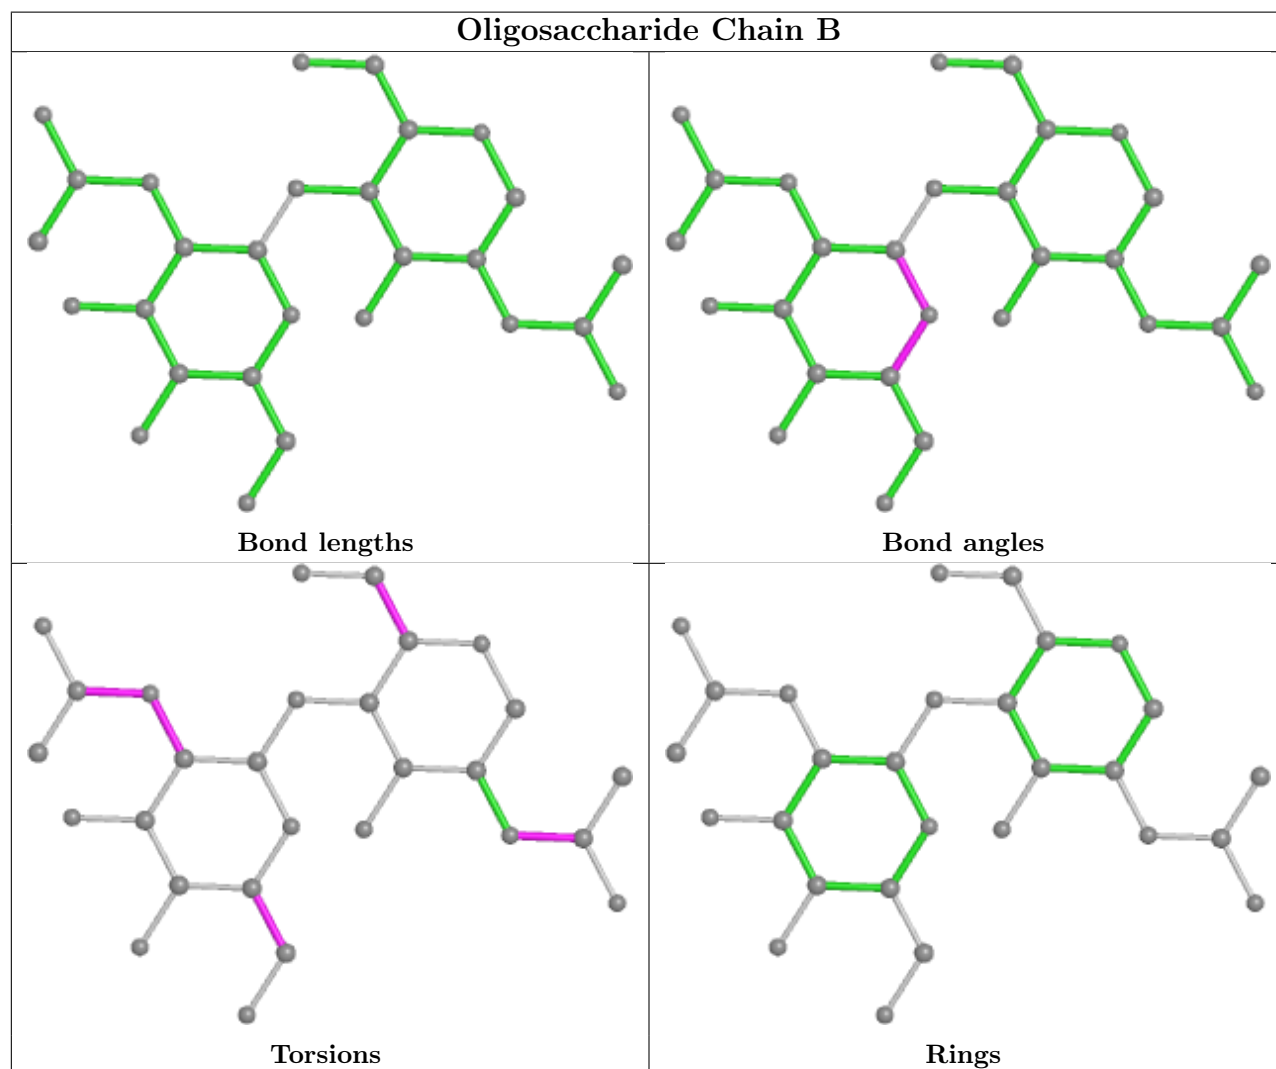 Oligosaccharide Chain B
Bond lengths
Bond angles
Torsions
Rings